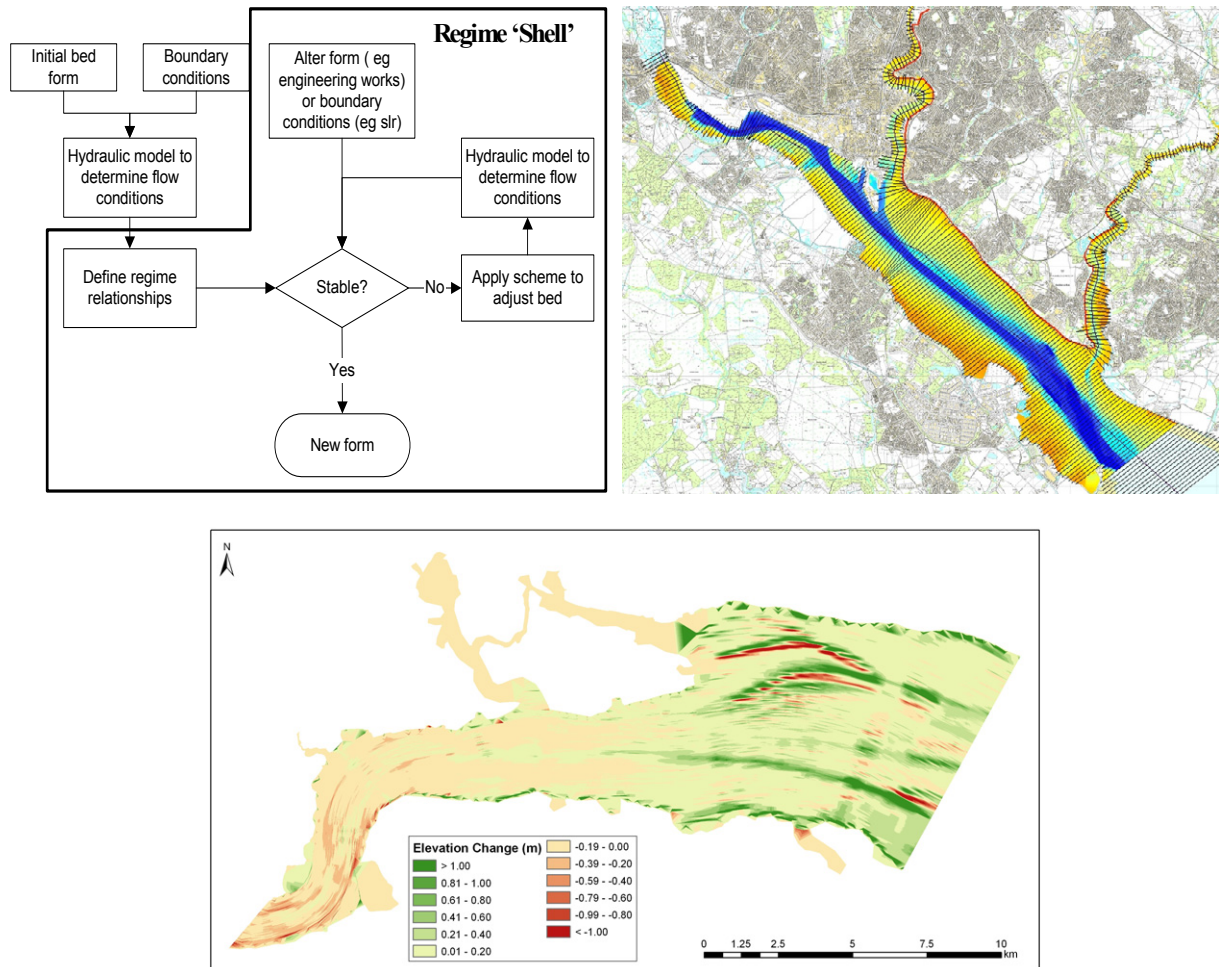 Regime ‘Shell’
Initial bed
form
Boundary
conditions
Alter form ( eg
engineering works)
or boundary
conditions (eg slr)
Hydraulic model to
determine flow
conditions
Hydraulic model to
determine flow
conditions
Define regime
relationships
Stable?
No
Apply scheme to
adjust bed
Yes
New form
N
Elevation Change (m)
> 1.00
0.81 - 1.00
0.61 - 0.80
0.41 - 0.60
0.21 - 0.40
0.01 - 0.20
-0.19 - 0.00
-0.39 - -0.20
-0.59 - -0.40
-0.79 - -0.60
-0.99 - -0.80
< -1.00
0 1.25 2.5 5 7.5 10
km